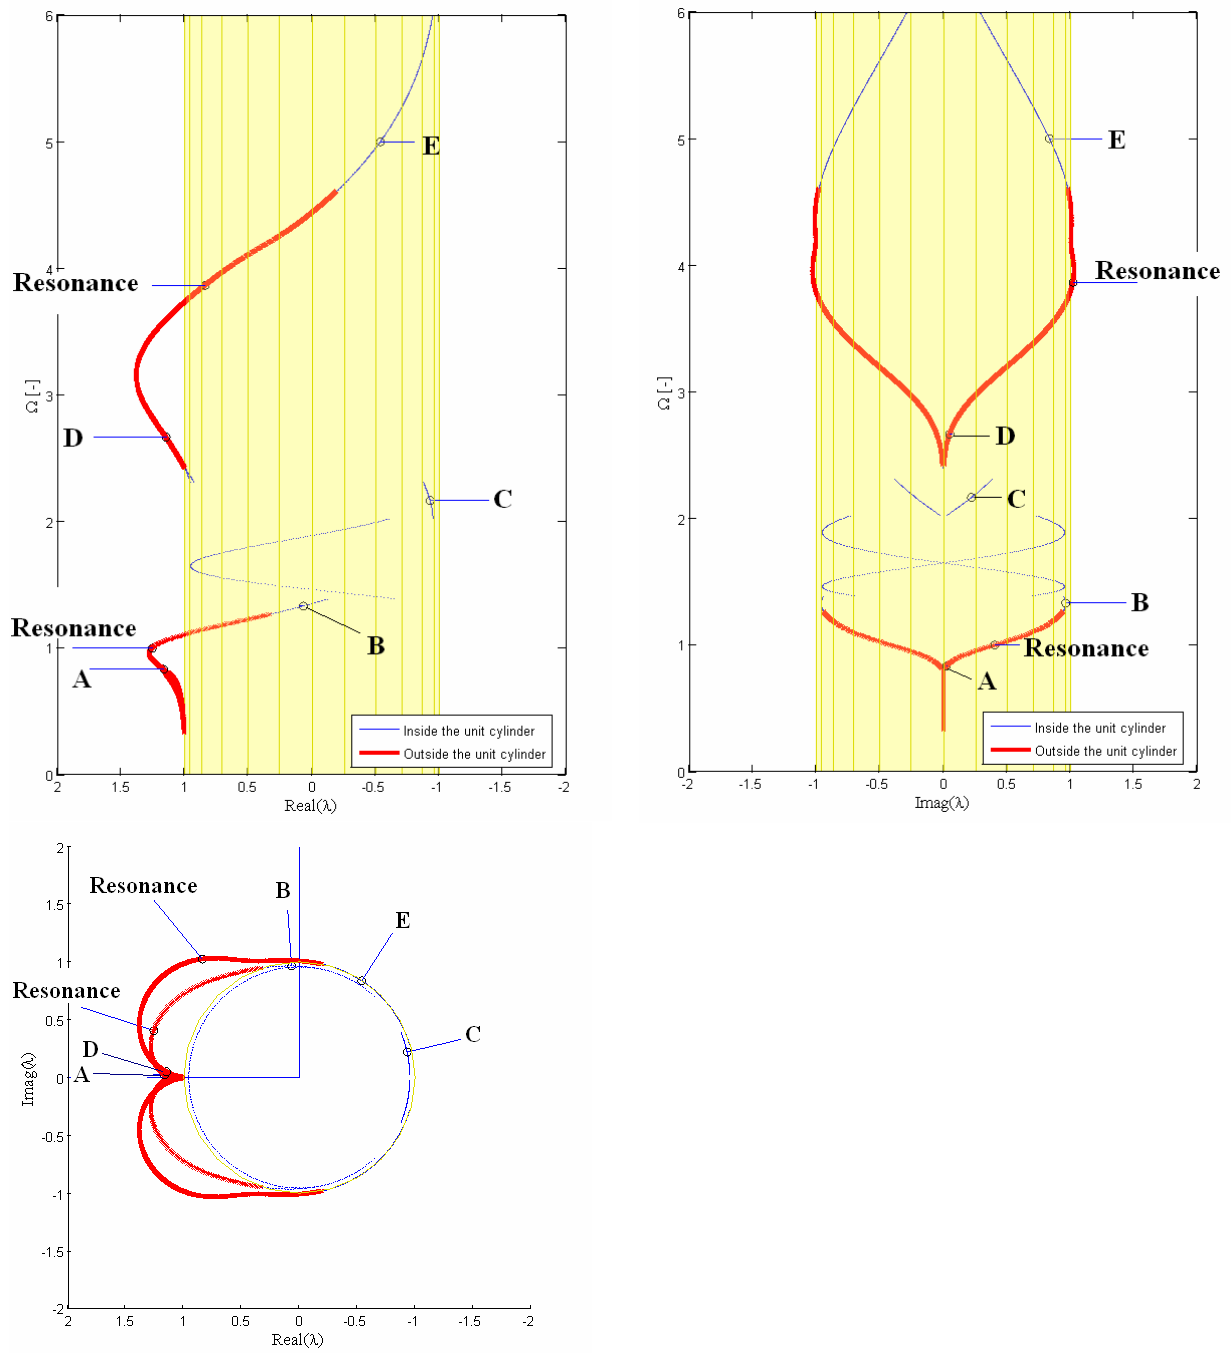 6
5
4
3
2
1
0
Ω [-]
2
1.5
1
0.5
0
-0.5
-1
-1.5
-2
Real(λ)
E
Resonance
D
C
Resonance
B
A
Inside the unit cylinder
Outside the unit cylinder
6
5
4
3
2
1
0
Ω [-]
-2
-1.5
-1
-0.5
0
0.5
1
1.5
2
Imag(λ)
E
Resonance
D
C
B
Resonance
A
Inside the unit cylinder
Outside the unit cylinder
2
1.5
1
0.5
0
-0.5
-1
-1.5
-2
Imag(λ)
2
1.5
1
0.5
0
-0.5
-1
-1.5
-2
Real(λ)
Resonance
B
E
Resonance
D
A
C